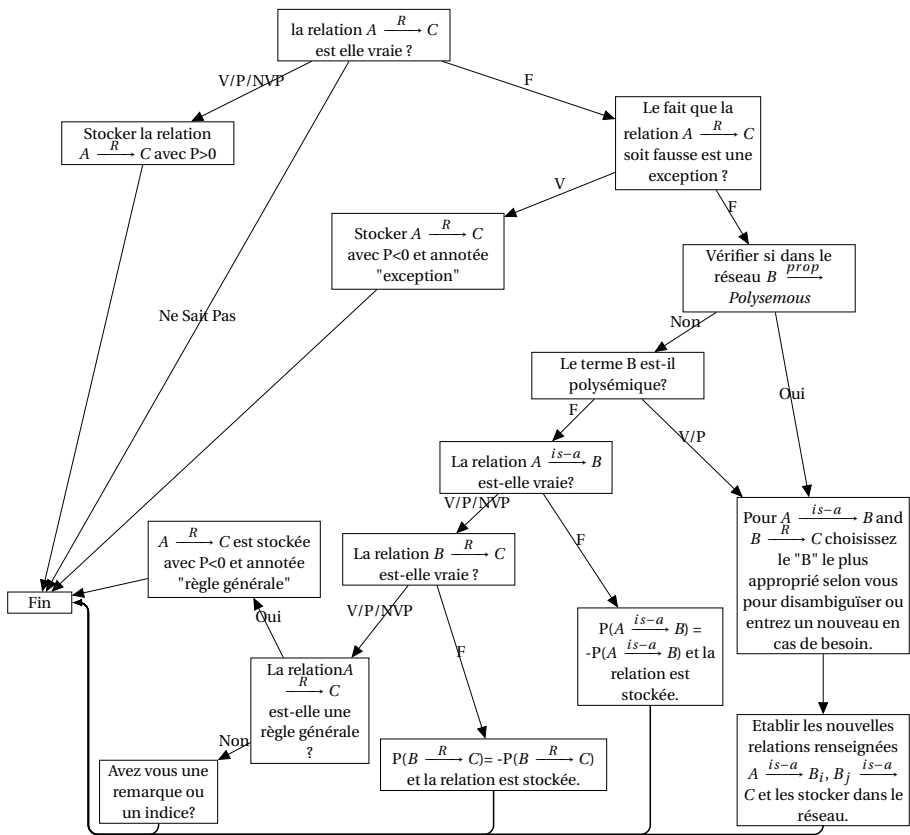 la relation A R→ C
est elle vraie ?
V/P/NVP
F
Stocker la relation
A R→ C avec P>0
Le fait que la
relation A R→ C
soit fausse est une
exception ?
V
F
Stocker A R→ C
avec P<0 et annotée
"exception"
Vérifier si dans le
réseau B prop→
Polysemous
Ne Sait Pas
Non
Oui
Le terme B est-il
polysémique?
F
V/P
La relation A is−a→ B
est-elle vraie?
V/P/NVP
F
Pour A is−a→ B and
B R→ C choisissez
le "B" le plus
approprié selon vous
pour disambiguïser ou
entrez un nouveau en
cas de besoin.
A R→ C est stockée
avec P<0 et annotée
"règle générale"
La relation B R→ C
est-elle vraie ?
Fin
Oui
V/P/NVP
F
P(A is−a→ B) =
-P(A is−a→ B) et la
relation est
stockée.
La relationA
R→ C
est-elle une
règle générale
?
Non
P(B R→ C)= -P(B R→ C)
et la relation est stockée.
Avez vous une
remarque ou
un indice?
Etablir les nouvelles
relations renseignées
A is−a→ Bi, Bj is−a→
C et les stocker dans le
réseau.